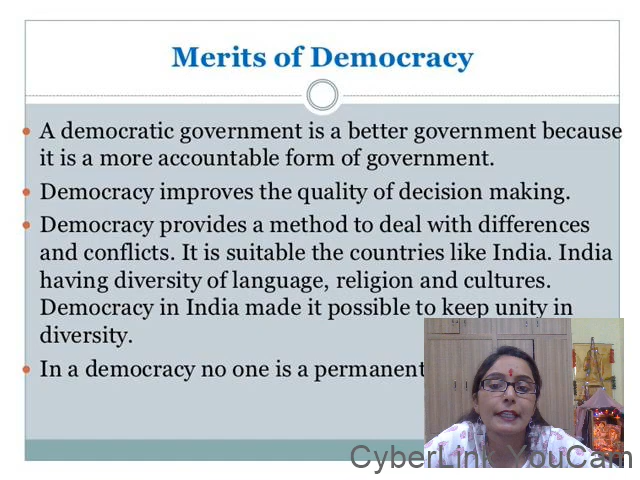 Merits of Democracy
• A democratic government is a better government because
it is a more accountable form of government.
• Democracy improves the quality of decision making.
• Democracy provides a method to deal with differences
and conflicts. It is suitable the countries like India. India
having diversity of language, religion and cultures.
Democracy in India made it possible to keep unity in
diversity.
• In a democracy no one is a permanent
CyberLink YouCam